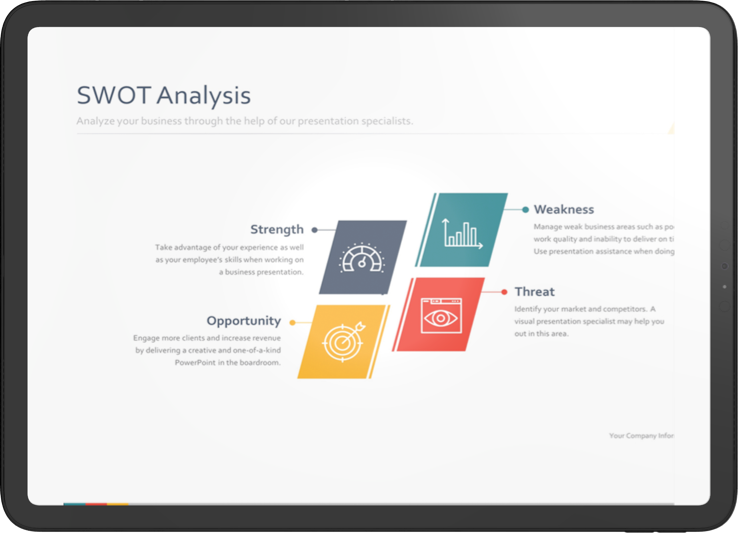 SWOT Analysis
Analyze your business through the help of our presentation specialists.
Strength
Take advantage of your experience as well
as your employee's skills when working on
a business presentation.
Weakness
Manage weak business areas such as po
work quality and inability to deliver on ti
Use presentation assistance when doing
Opportunity
Engage more clients and increase revenue
by delivering a creative and one-of-a-kind
PowerPoint in the boardroom.
Threat
Identify your market and competitors. A
visual presentation specialist may help you
out in this area.
Your Company Infor